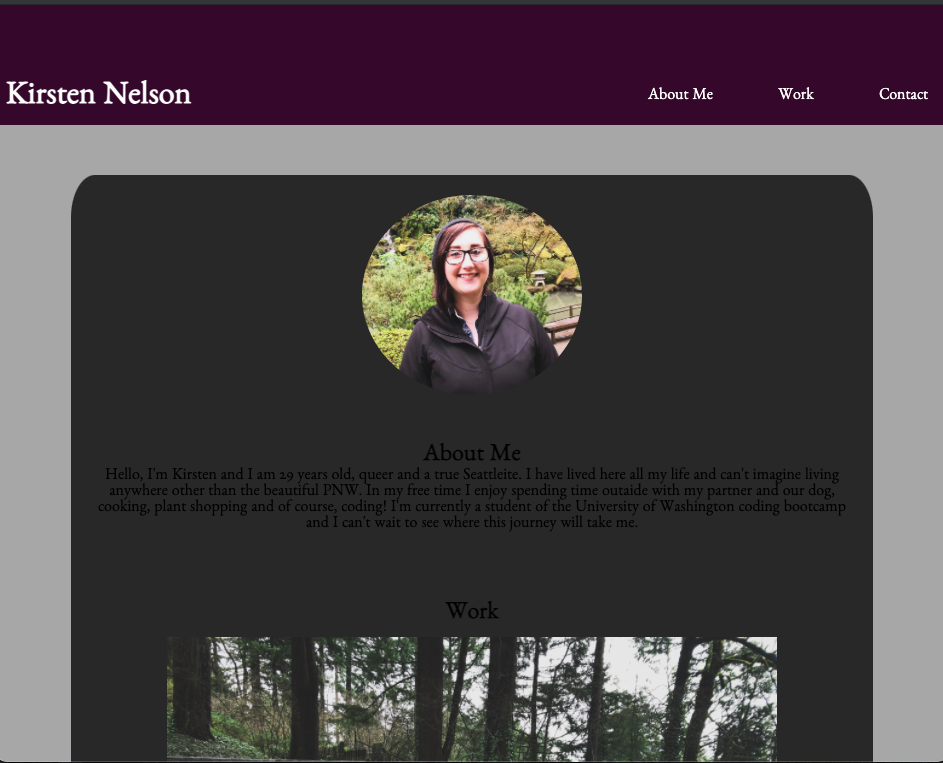 Kirsten Nelson
About Me
Work
Contact
About Me
Hello, I'm Kirsten and I am 29 years old, queer and a true Seattleite. I have lived here all my life and can't imagine living
anywhere other than the beautiful PNW. In my free time I enjoy spending time outaide with my partner and our dog,
cooking, plant shopping and of course, coding! I'm currently a student of the University of Washington coding bootcamp
and I can't wait to see where this journey will take me.
Work